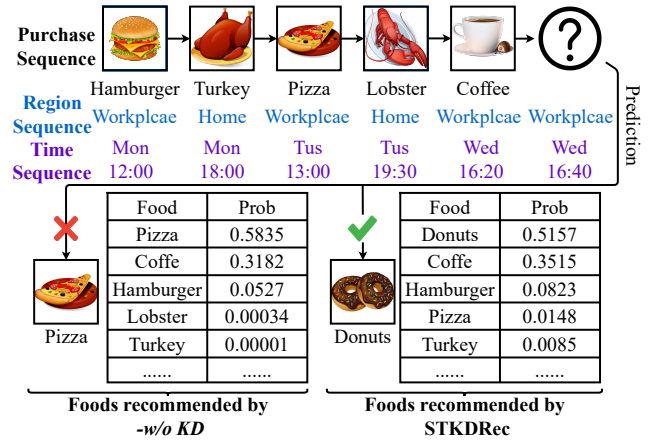 Purchase
Sequence
?
Hamburger Turkey Pizza Lobster Coffee
Region
Sequence
Workplcae Home Workplcae Home Workplcae Workplcae
Time
Sequence
Mon Mon Tus Tus Wed Wed
12:00 18:00 13:00 19:30 16:20 16:40
Prediction
Food Prob
Pizza 0.5835
Coffe 0.3182
Hamburger 0.0527
Lobster 0.00034
Turkey 0.00001
...... ......
Pizza
Foods recommended by
-w/o KD
Food Prob
Donuts 0.5157
Coffe 0.3515
Hamburger 0.0823
Pizza 0.0148
Turkey 0.0085
...... ......
Donuts
Foods recommended by
STKDRec